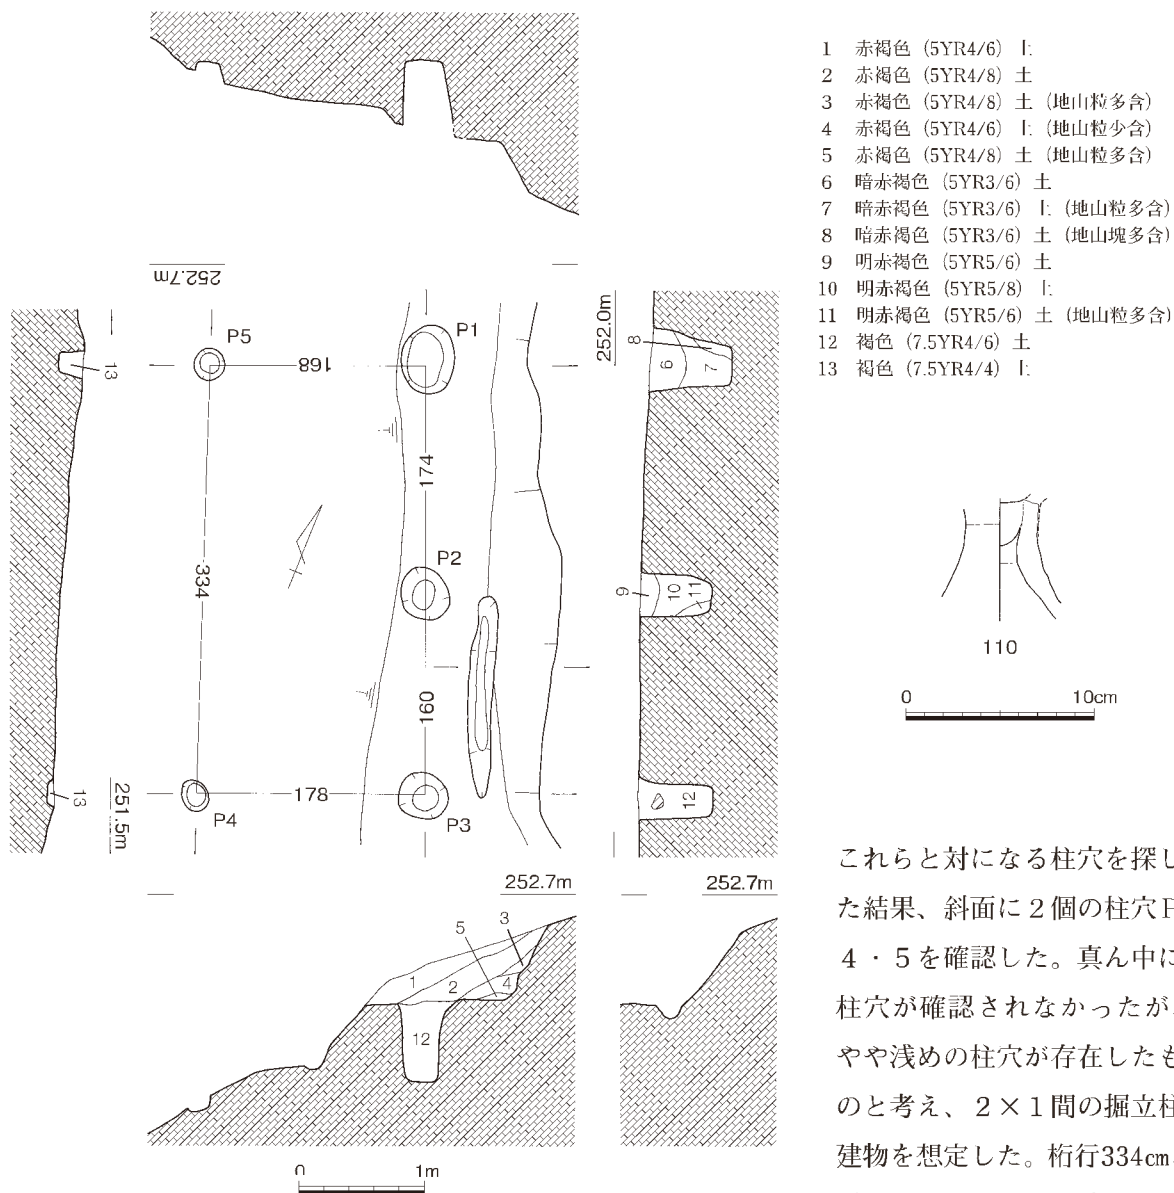 1 赤褐色 (5YR4/6) 土
2 赤褐色 (5YR4/8) 土
3 赤褐色 (5YR4/8) 土 (地山粒多含)
4 赤褐色 (5YR4/6) 土 (地山粒少含)
5 赤褐色 (5YR4/8) 土 (地山粒多含)
6 暗赤褐色 (5YR3/6) 土
7 暗赤褐色 (5YR3/6) 土 (地山粒多含)
8 暗赤褐色 (5YR3/6) 土 (地山塊多含)
9 明赤褐色 (5YR5/6) 土
10 明赤褐色 (5YR5/8) 土
11 明赤褐色 (5YR5/6) 土 (地山粒多含)
12 褐色 (7.5YR4/6) 土
13 褐色 (7.5YR4/4) 土
252.7m
P5
P1
168
174
13
334
P2
160
178
P4
P3
13
251.5m
252.0m
8
6
7
9
10
11
12
252.7m
252.7m
3
5
1
2
4
12
0 1m
110
0 10cm
これらと対になる柱穴を探し
た結果、斜面に2個の柱穴P
4・5を確認した。真ん中に
柱穴が確認されなかったが
やや浅めの柱穴が存在したも
のと考え、2×1間の掘立柱
建物を想定した。桁行334cm